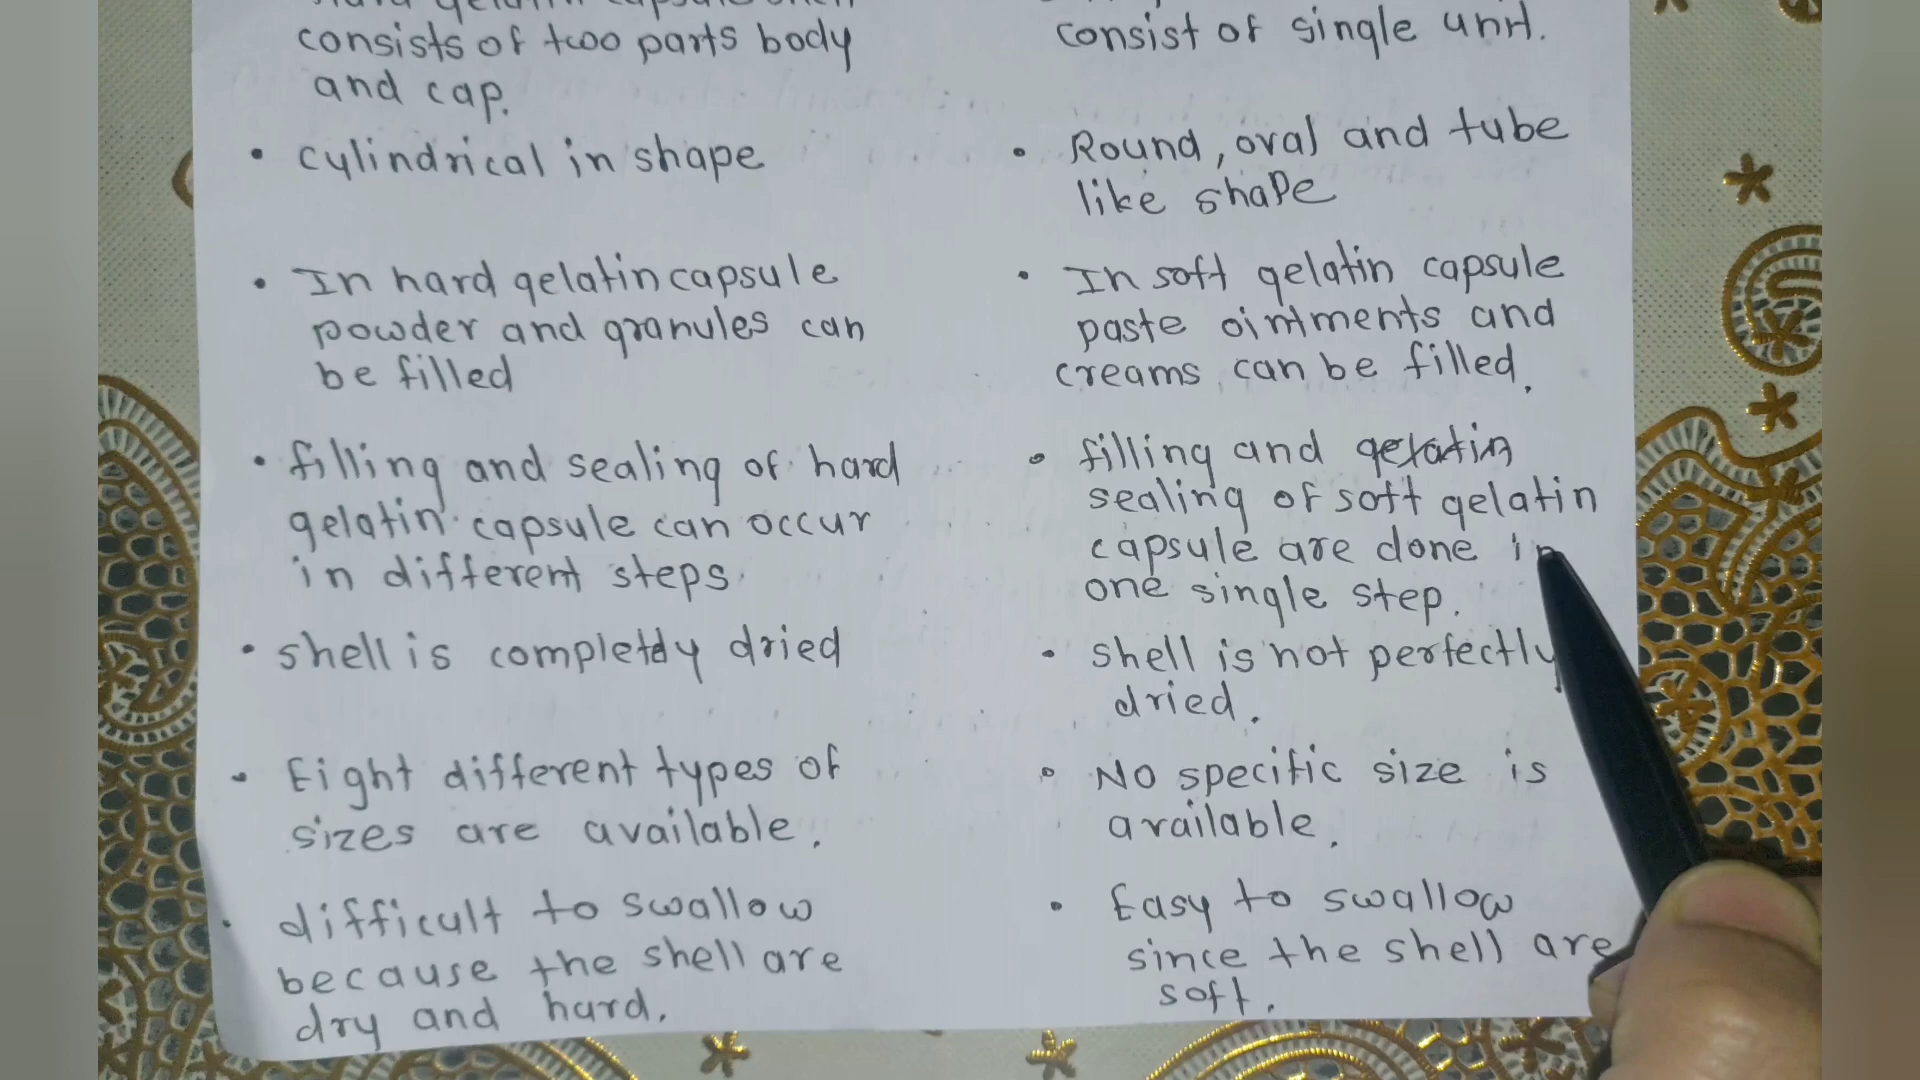 consists of two parts body
and cap.
• cylindrical in shape
• In hard gelatin capsule
powder and granules can
be filled
• filling and sealing of hard
gelatin capsule can occur
in different steps
• shell is completely dried
• Eight different types of
sizes are available.
• difficult to swallow
because the shell are
dry and hard.
consist of single unit.
• Round, oval and tube
like shape
• In soft gelatin capsule
paste ointments and
creams can be filled.
• filling and gelatin
sealing of soft gelatin
capsule are done in
one single step.
• shell is not perfectly
dried.
• No specific size is
available.
• Easy to swallow
since the shell are
soft.